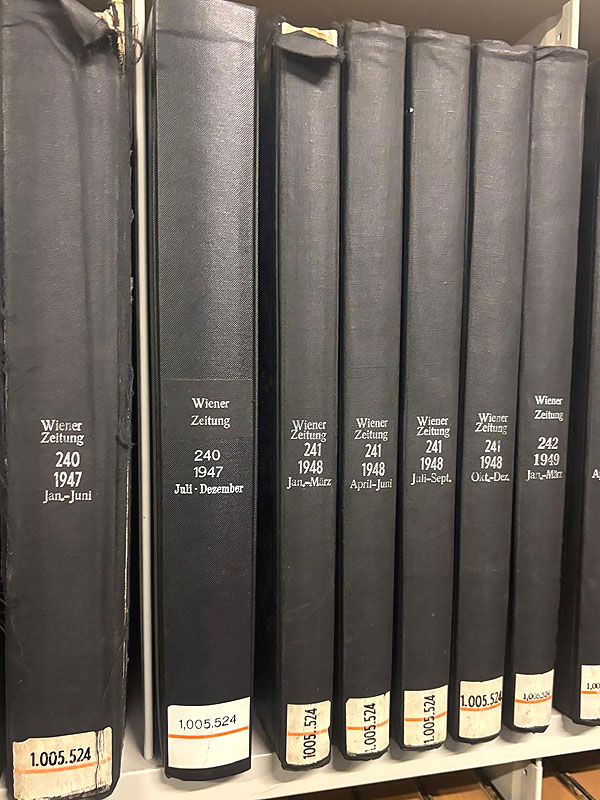 Wiener
Zeitung
240
1947
Jan.-Juni
1.005.524
Wiener
Zeitung
240
1947
Juli - Dezember
1,005.524
Wiener
Zeitung
241
1948
Jan.-März
1005.524
Wiener
Zeitung
241
1948
April-Juni
1.005.524
Wiener
Zeitung
241
1948
Juli-Sept.
1.005.524
Wiener
Zeitung
241
1948
Okt.-Dez.
1.005.524
Wiener
Zeitung
242
1949
Jan.-März
1,005.524